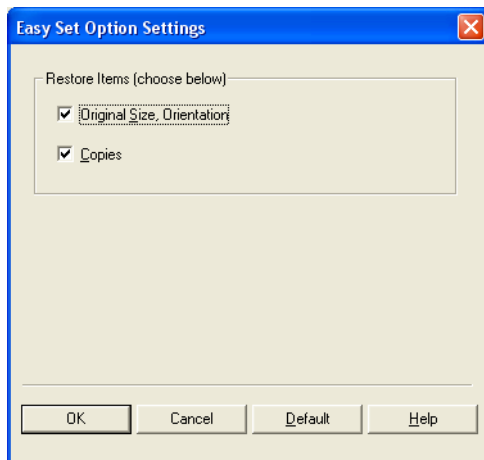 Easy Set Option Settings
Restore Items (choose below)
Original Size, Orientation
Copies
OK Cancel Default Help